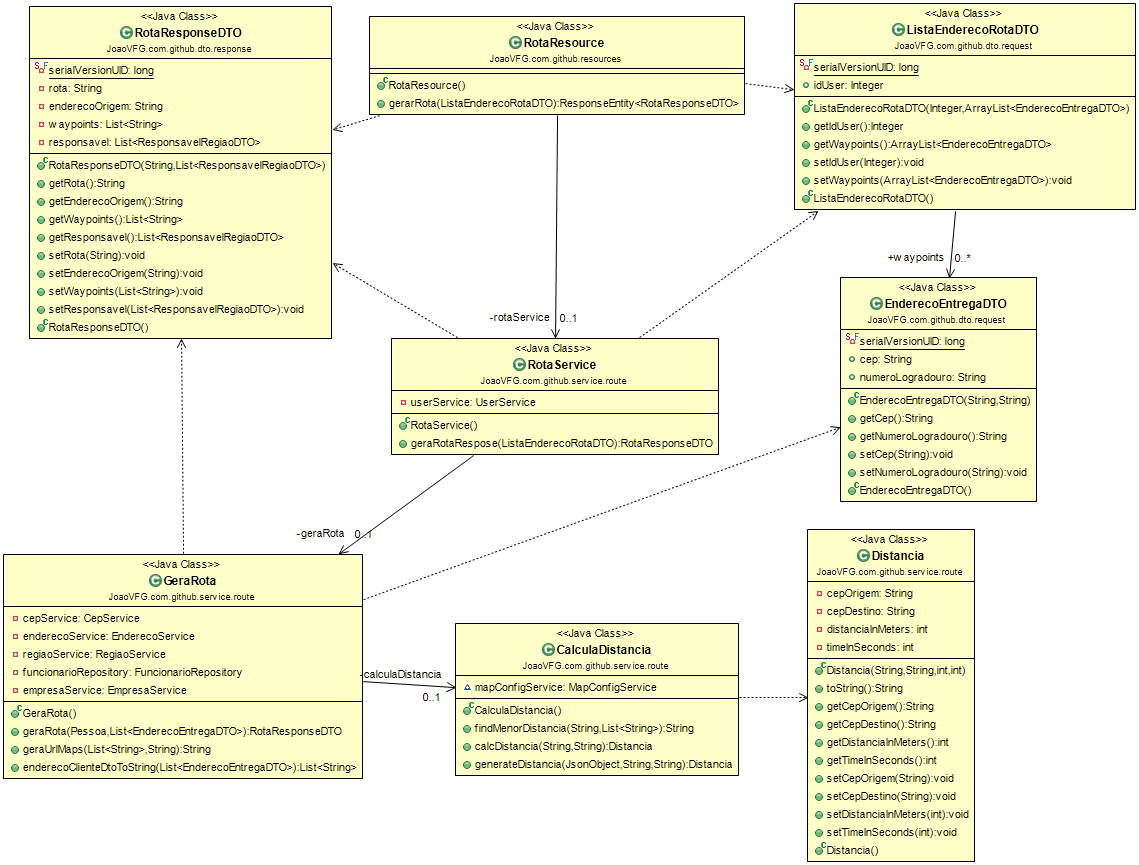 <<Java Class>>
RotaResponseDTO
JoaoVFG.com.github.dto.response
serialVersionUID: long
rota: String
enderecoOrigem: String
waypoints: List<String>
responsavel: List<ResponsavelRegiaoDTO>
RotaResponseDTO(String,List<ResponsavelRegiaoDTO>)
getRota():String
getEnderecoOrigem():String
getWaypoints():List<String>
getResponsavel():List<ResponsavelRegiaoDTO>
setRota(String):void
setEnderecoOrigem(String):void
setWaypoints(List<String>):void
setResponsavel(List<ResponsavelRegiaoDTO>):void
RotaResponseDTO()
<<Java Class>>
RotaResource
JoaoVFG.com.github.resources
RotaResource()
gerarRota(ListaEnderecoRotaDTO):ResponseEntity<RotaResponseDTO>
<<Java Class>>
ListaEnderecoRotaDTO
JoaoVFG.com.github.dto.request
serialVersionUID: long
idUser: Integer
ListaEnderecoRotaDTO(Integer,ArrayList<EnderecoEntregaDTO>)
getIdUser():Integer
getWaypoints():ArrayList<EnderecoEntregaDTO>
setIdUser(Integer):void
setWaypoints(ArrayList<EnderecoEntregaDTO>):void
ListaEnderecoRotaDTO()
+waypoints 0..*
<<Java Class>>
EnderecoEntregaDTO
JoaoVFG.com.github.dto.request
serialVersionUID: long
cep: String
numeroLogradouro: String
EnderecoEntregaDTO(String,String)
getCep():String
getNumeroLogradouro():String
setCep(String):void
setNumeroLogradouro(String):void
EnderecoEntregaDTO()
-rotaService 0..1
<<Java Class>>
RotaService
JoaoVFG.com.github.service.route
userService: UserService
RotaService()
geraRotaRespose(ListaEnderecoRotaDTO):RotaResponseDTO
-geraRota 0..1
<<Java Class>>
GeraRota
JoaoVFG.com.github.service.route
cepService: CepService
enderecoService: EnderecoService
regiaoService: RegiaoService
funcionarioRepository: FuncionarioRepository
empresaService: EmpresaService
GeraRota()
geraRota(Pessoa,List<EnderecoEntregaDTO>):RotaResponseDTO
geraUrlMaps(List<String>,String):String
enderecoClienteDtoToString(List<EnderecoEntregaDTO>):List<String>
-calculaDistancia
0..1
<<Java Class>>
CalculaDistancia
JoaoVFG.com.github.service.route
mapConfigService: MapConfigService
CalculaDistancia()
findMenorDistancia(String,List<String>):String
calcDistancia(String,String):Distancia
generateDistancia(JsonObject,String,String):Distancia
<<Java Class>>
Distancia
JoaoVFG.com.github.service.route
cepOrigem: String
cepDestino: String
distanciaInMeters: int
timeInSeconds: int
Distancia(String,String,int,int)
toString():String
getCepOrigem():String
getCepDestino():String
getDistanciaInMeters():int
getTimeInSeconds():int
setCepOrigem(String):void
setCepDestino(String):void
setDistanciaInMeters(int):void
setTimeInSeconds(int):void
Distancia()